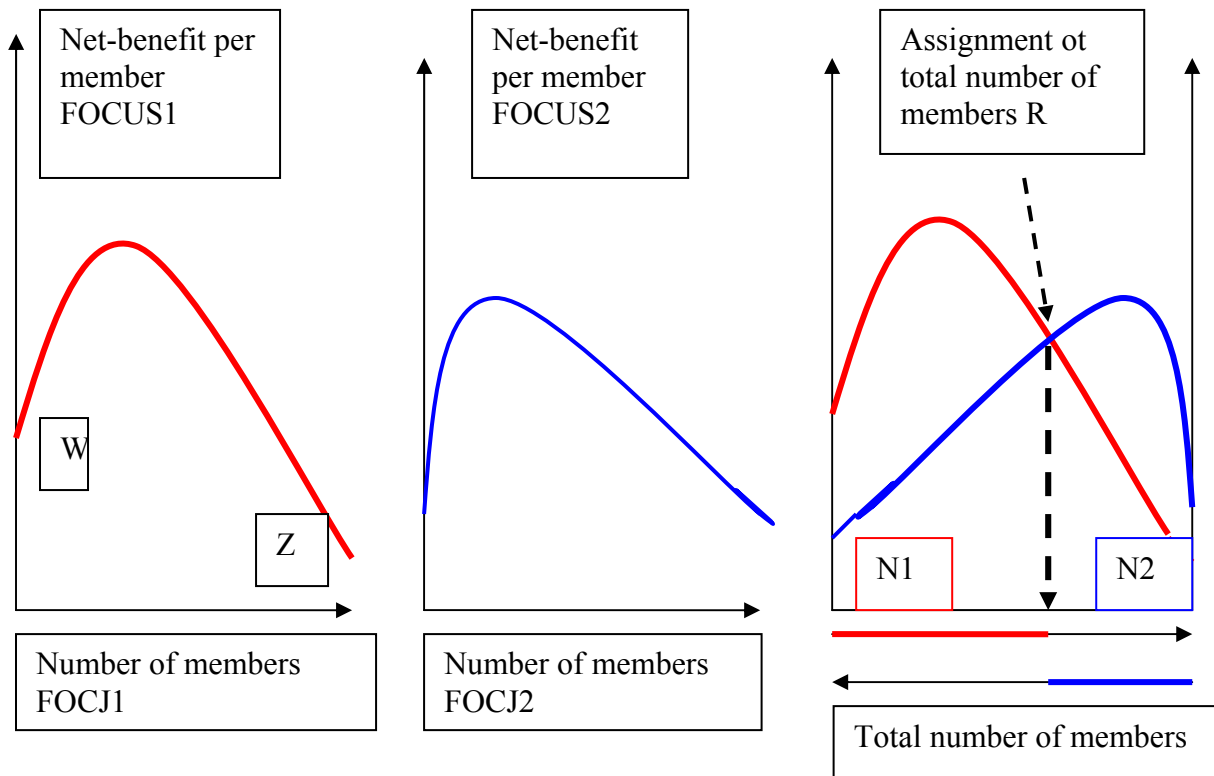 Net-benefit per
member
FOCUS1
Net-benefit
per member
FOCUS2
Assignment ot
total number of
members R
W
Z
N1
N2
Number of members
FOCJ1
Number of members
FOCJ2
Total number of members